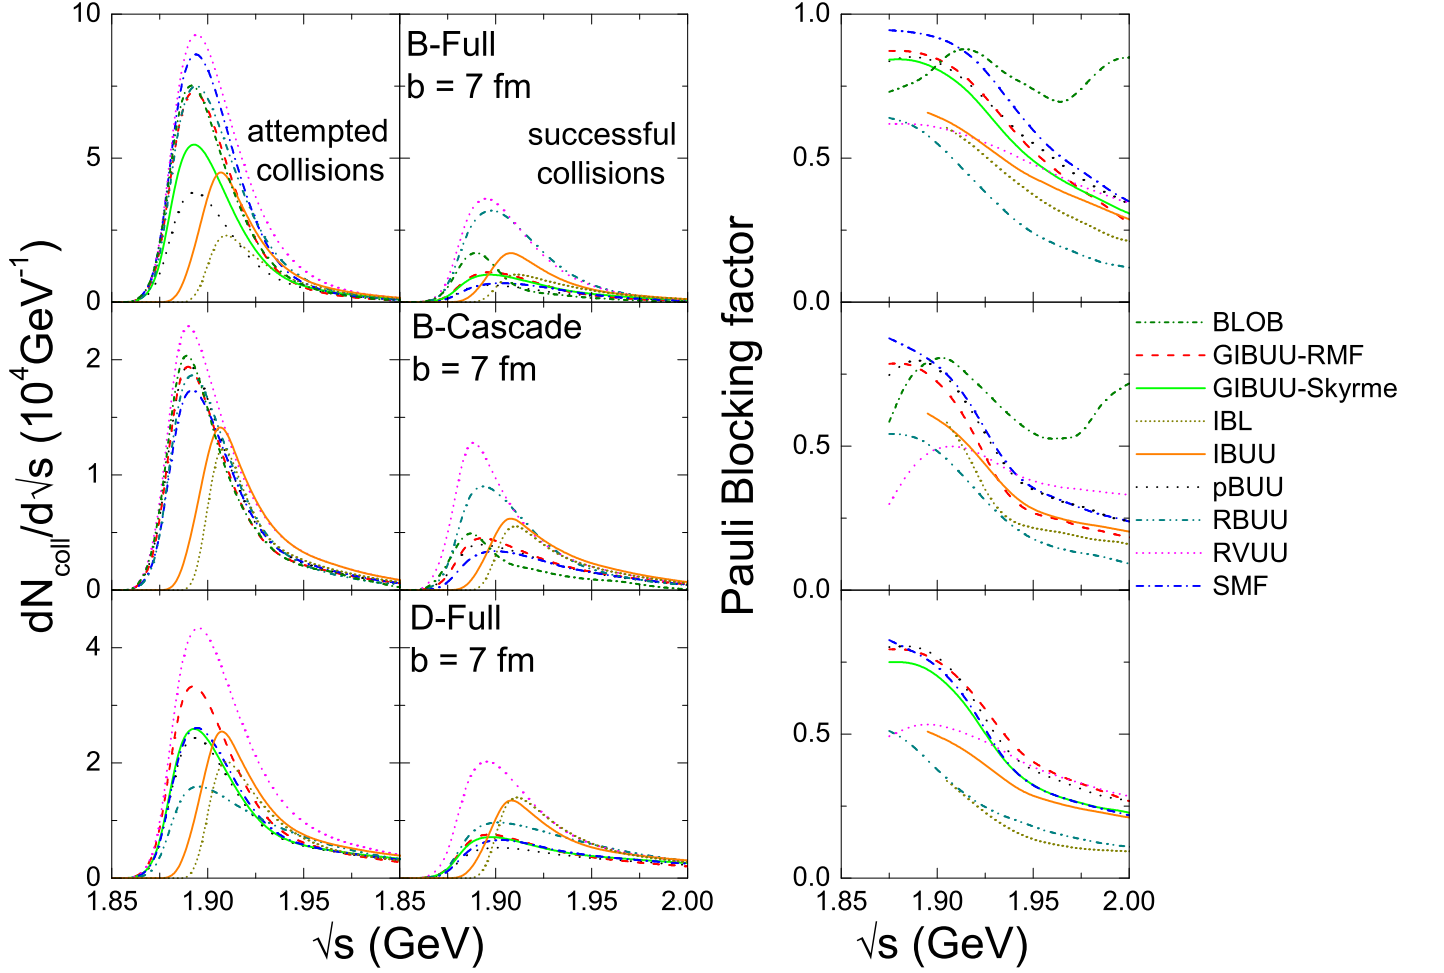 10
5
0
2
1
0
4
2
0
dN_coll/d√s (10^4 GeV^-1)
attempted
collisions
B-Full
b = 7 fm
successful
collisions
B-Cascade
b = 7 fm
D-Full
b = 7 fm
1.85 1.90 1.95 1.85 1.90 1.95 2.00
√s (GeV)
Pauli Blocking factor
1.0
0.5
0.0
0.5
0.0
0.5
0.0
1.85 1.90 1.95 2.00
√s (GeV)
BLOB
GIBUU-RMF
GIBUU-Skyrme
IBL
IBUU
pBUU
RBUU
RVUU
SMF